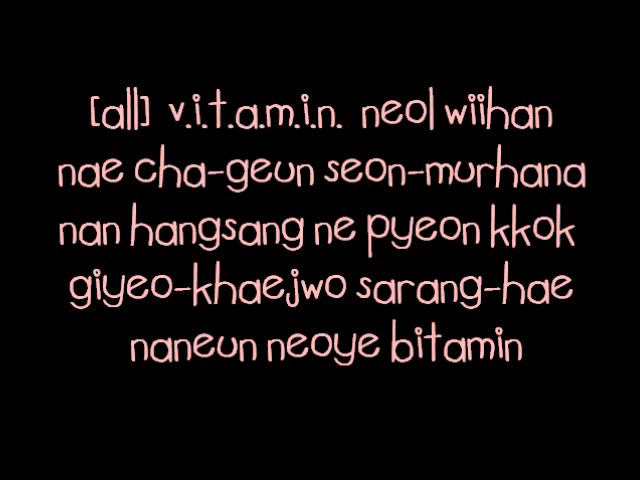 [all] v.i.t.a.m.i.n. neol wiihan
nae cha-geun seon-murhana
nan hangsang ne pyeon kkok
giyeo-khaejwo sarang-hae
naneun neoye bitamin